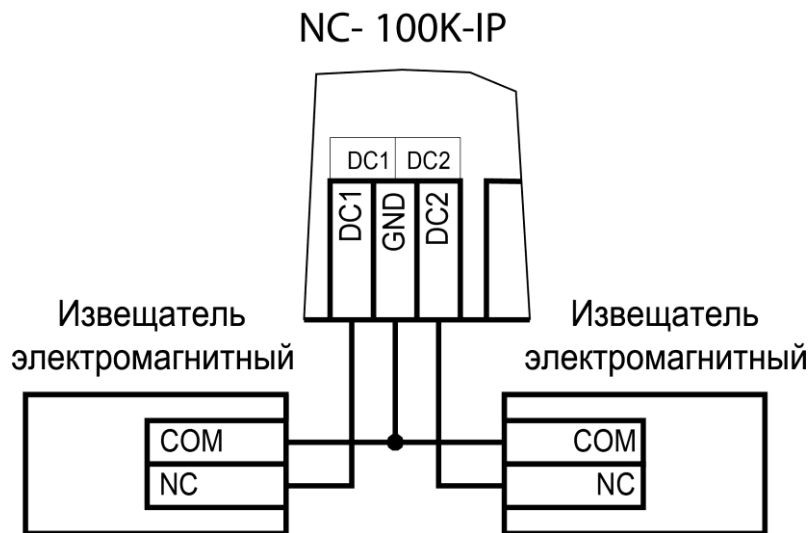 NC- 100K-IP
DC1 DC2
DC1 GND DC2
Извещатель
электромагнитный
Извещатель
электромагнитный
COM
NC
COM
NC